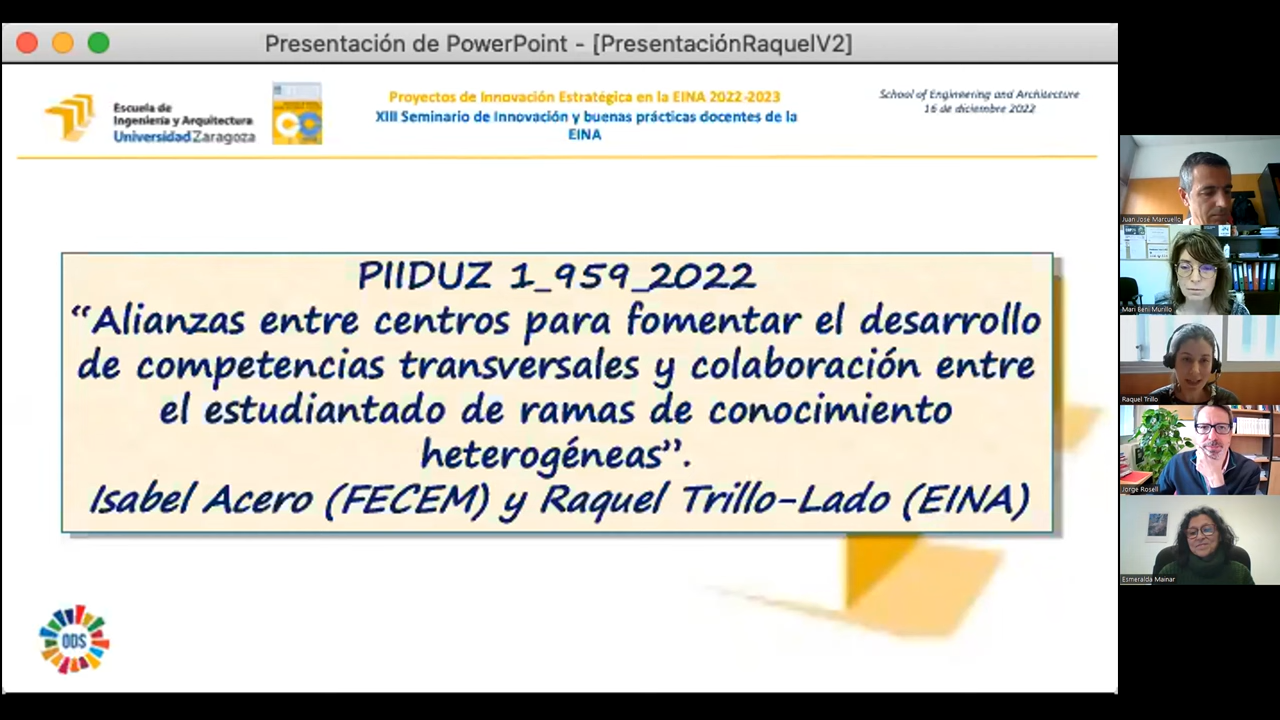 Presentación de PowerPoint - [PresentaciónRaquelV2]
Escuela de
Ingeniería y Arquitectura
Universidad Zaragoza
Proyectos de Innovación Estratégica en la EINA 2022-2023
XIII Seminario de Innovación y buenas prácticas docentes de la
EINA
School of Engineering and Architecture
16 de diciembre 2022
PIIDUZ 1_959_2022
“Alianzas entre centros para fomentar el desarrollo
de competencias transversales y colaboración entre
el estudiantado de ramas de conocimiento
heterogéneas”.
Isabel Acero (FECEM) y Raquel Trillo-Lado (EINA)
ODS
Juan José Marcuello
Mari Beni Murillo
Raquel Trillo
Jorge Rosell
Esmeralda Mainar